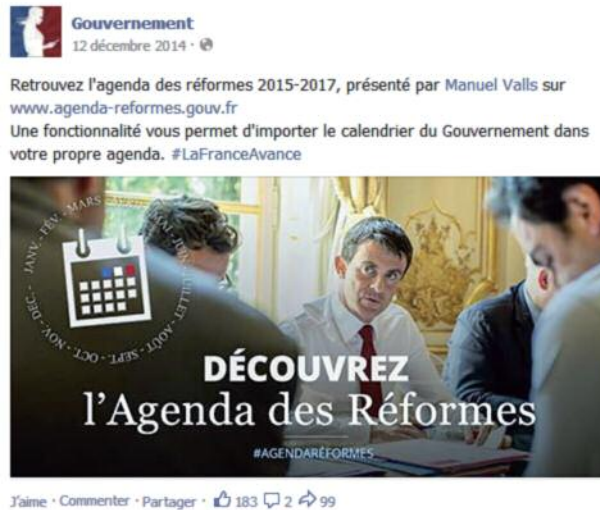 Gouvernement
12 décembre 2014 ·
Retrouvez l'agenda des réformes 2015-2017, présenté par Manuel Valls sur
www.agenda-reformes.gouv.fr
Une fonctionnalité vous permet d'importer le calendrier du Gouvernement dans
votre propre agenda. #LaFranceAvance
JANV. · FÉV. · MARS JUILLET · AOÛT · SEPT. · OCT. · NOV. · DEC. ·
DÉCOUVREZ
l'Agenda des Réformes
#AGENDARÉFORMES
J'aime · Commenter · Partager · 183 2 99